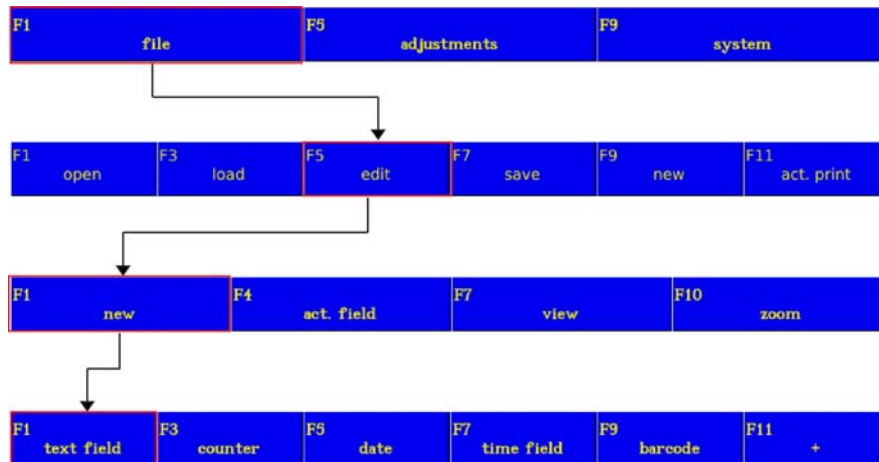 F1 F5 F9
file adjustments system
F1 F3 F5 F7 F9 F11
open load edit save new act. print
F1 F4 F7 F10
new act. field view zoom
F1 F3 F5 F7 F9 F11
text field counter date time field barcode +